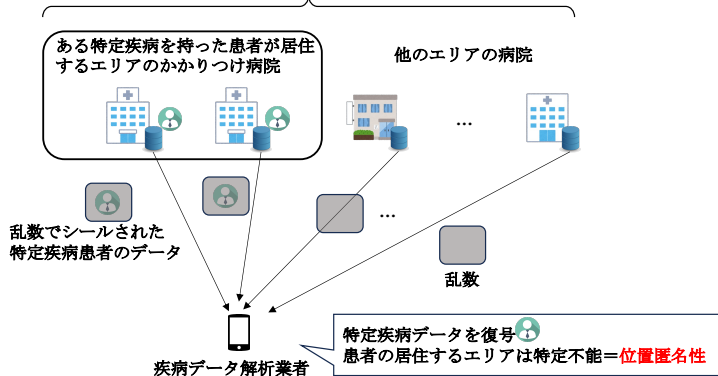 ある特定疾病を持った患者が居住
するエリアのかかりつけ病院
他のエリアの病院
…
乱数でシールされた
特定疾病患者のデータ
…
乱数
疾病データ解析業者
特定疾病データを復号
患者の居住するエリアは特定不能＝位置匿名性